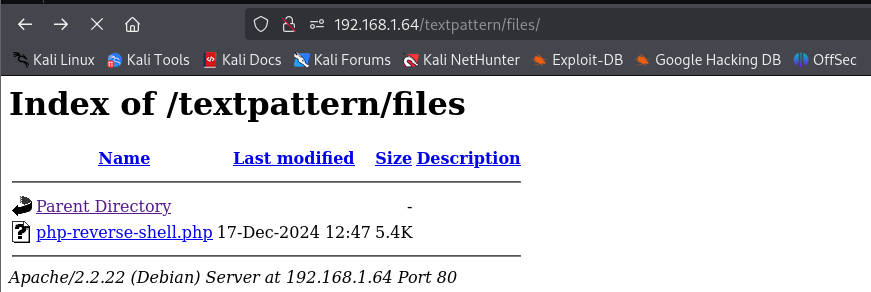 192.168.1.64/textpattern/files/
Kali Linux Kali Tools Kali Docs Kali Forums Kali NetHunter Exploit-DB Google Hacking DB OffSec
Index of /textpattern/files
Name Last modified Size Description
Parent Directory -
php-reverse-shell.php 17-Dec-2024 12:47 5.4K
Apache/2.2.22 (Debian) Server at 192.168.1.64 Port 80